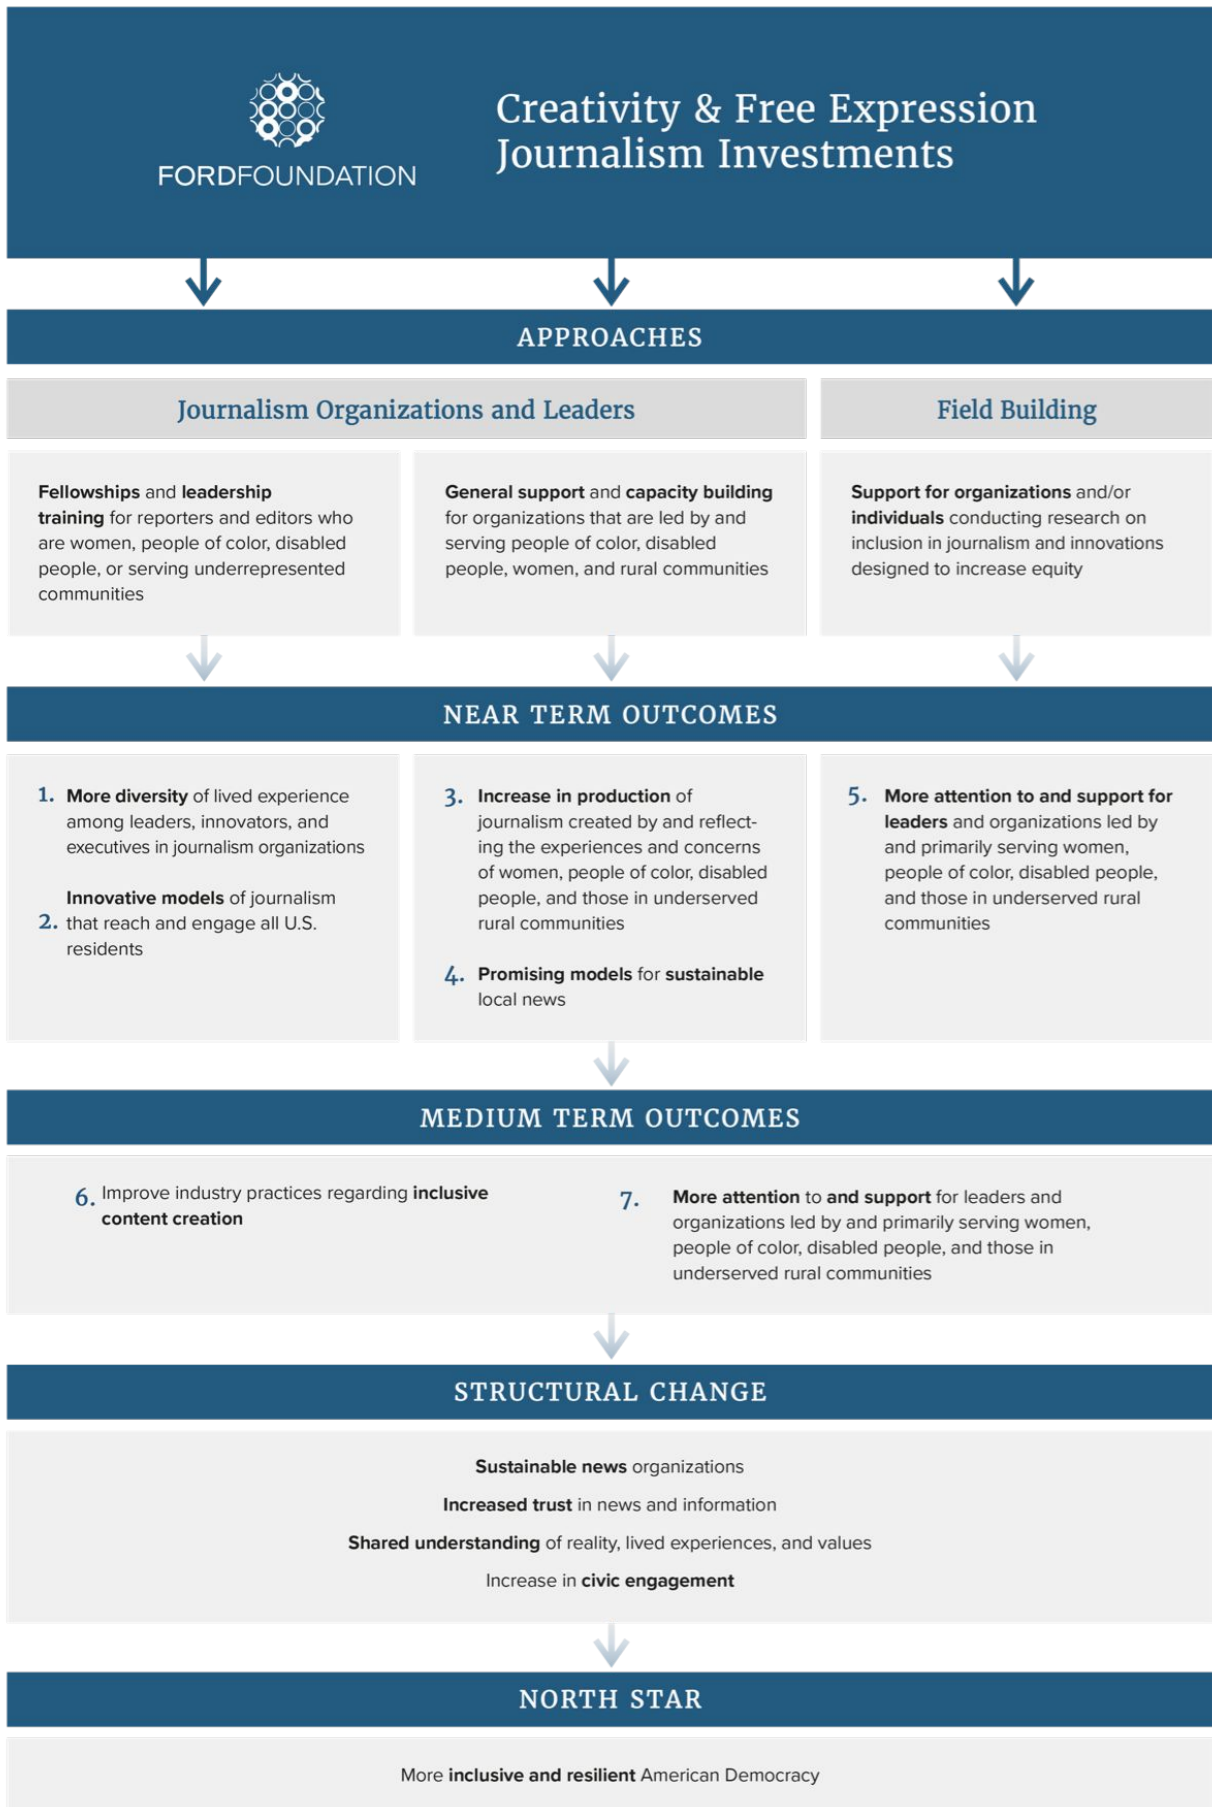 FORDFOUNDATION
Creativity & Free Expression
Journalism Investments
APPROACHES
Journalism Organizations and Leaders
Fellowships and leadership
training for reporters and editors who
are women, people of color, disabled
people, or serving underrepresented
communities
General support and capacity building
for organizations that are led by and
serving people of color, disabled
people, women, and rural communities
Field Building
Support for organizations and/or
individuals conducting research on
inclusion in journalism and innovations
designed to increase equity
NEAR TERM OUTCOMES
1. More diversity of lived experience
among leaders, innovators, and
executives in journalism organizations
Innovative models of journalism
2. that reach and engage all U.S.
residents
3. Increase in production of
journalism created by and reflect-
ing the experiences and concerns
of women, people of color, disabled
people, and those in underserved
rural communities
4. Promising models for sustainable
local news
5. More attention to and support for
leaders and organizations led by
and primarily serving women,
people of color, disabled people,
and those in underserved rural
communities
MEDIUM TERM OUTCOMES
6. Improve industry practices regarding inclusive
content creation
7. More attention to and support for leaders and
organizations led by and primarily serving women,
people of color, disabled people, and those in
underserved rural communities
STRUCTURAL CHANGE
Sustainable news organizations
Increased trust in news and information
Shared understanding of reality, lived experiences, and values
Increase in civic engagement
NORTH STAR
More inclusive and resilient American Democracy